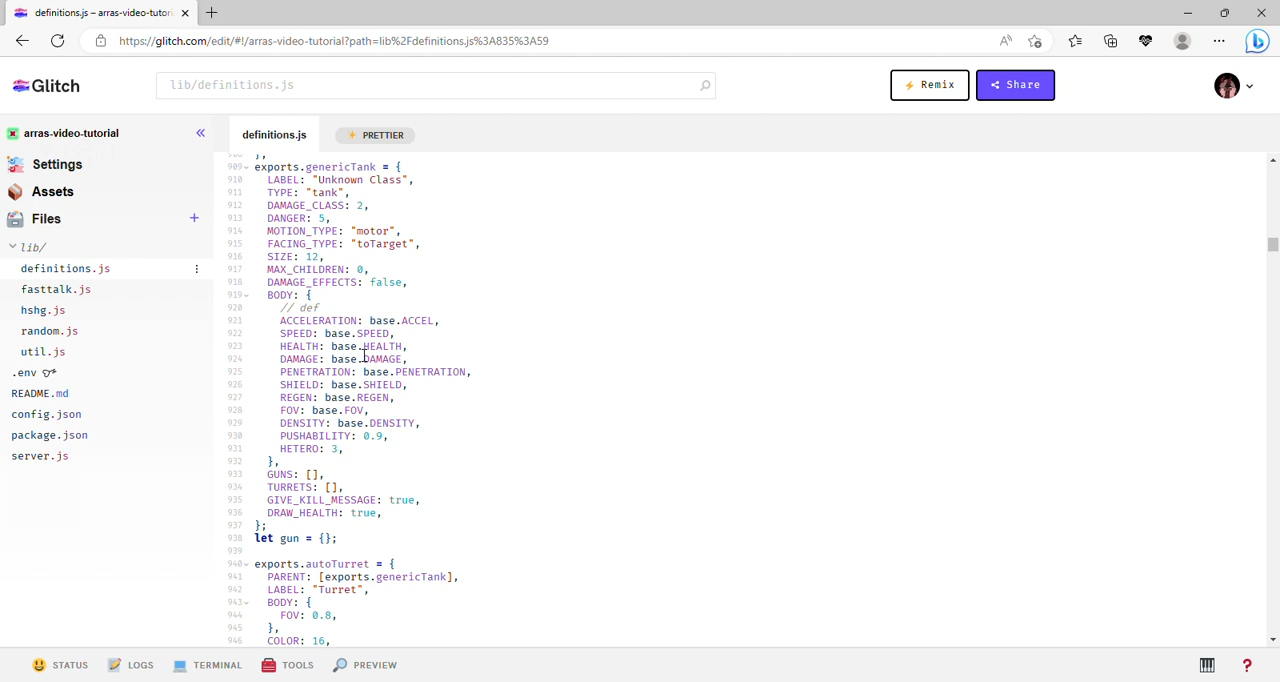 definitions.js – arras-video-tutori
https://glitch.com/edit/#!/arras-video-tutorial?path=lib%2Fdefinitions.js%3A835%3A59
Glitch
lib/definitions.js
Remix
Share
arras-video-tutorial
definitions.js
PRETTIER
Settings
Assets
Files
lib/
definitions.js
fasttalk.js
hshg.js
random.js
util.js
.env
README.md
config.json
package.json
server.js
908 };
909 exports.genericTank = {
910 LABEL: "Unknown Class",
911 TYPE: "tank",
912 DAMAGE_CLASS: 2,
913 DANGER: 5,
914 MOTION_TYPE: "motor",
915 FACING_TYPE: "toTarget",
916 SIZE: 12,
917 MAX_CHILDREN: 0,
918 DAMAGE_EFFECTS: false,
919 BODY: {
920 // def
921 ACCELERATION: base.ACCEL,
922 SPEED: base.SPEED,
923 HEALTH: base.HEALTH,
924 DAMAGE: base.DAMAGE,
925 PENETRATION: base.PENETRATION,
926 SHIELD: base.SHIELD,
927 REGEN: base.REGEN,
928 FOV: base.FOV,
929 DENSITY: base.DENSITY,
930 PUSHABILITY: 0.9,
931 HETERO: 3,
932 },
933 GUNS: [],
934 TURRETS: [],
935 GIVE_KILL_MESSAGE: true,
936 DRAW_HEALTH: true,
937 };
938 let gun = {};
939
940 exports.autoTurret = {
941 PARENT: [exports.genericTank],
942 LABEL: "Turret",
943 BODY: {
944 FOV: 0.8,
945 },
946 COLOR: 16,
STATUS
LOGS
TERMINAL
TOOLS
PREVIEW
?